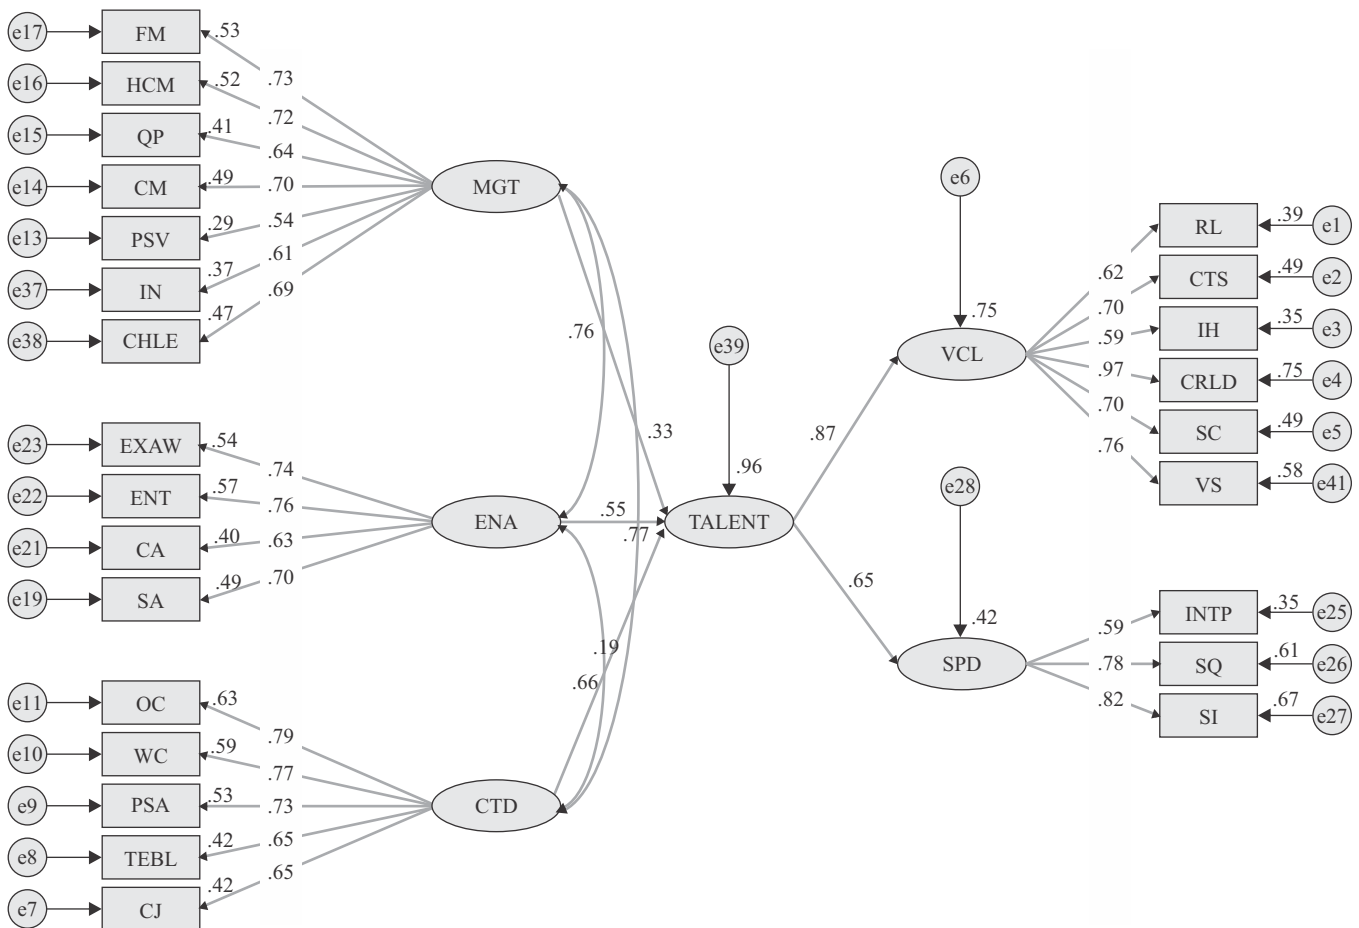 e17 FM .53
.73
e16 HCM .52
.72
e15 QP .41
.64
e14 CM .49 .70
e13 PSV .29 .54
e37 IN .37 .61
e38 CHLE .47 .69
MGT
e23 EXAW .54
.74
e22 ENT .57 .76
e21 CA .40 .63
e19 SA .49 .70
ENA
e11 OC .63
.79
e10 WC .59
.77
e9 PSA .53 .73
e8 TEBL .42 .65
e7 CJ .42 .65
CTD
.76
.33
.55
.77
.19
.66
e39
.96
TALENT
.87
.65
e6
.75
VCL
e28
.42
SPD
.62 RL .39 e1
.70 CTS .49 e2
.59 IH .35 e3
.97 CRLD .75 e4
.70 SC .49 e5
.76 VS .58 e41
.59 INTP .35 e25
.78 SQ .61 e26
.82 SI .67 e27